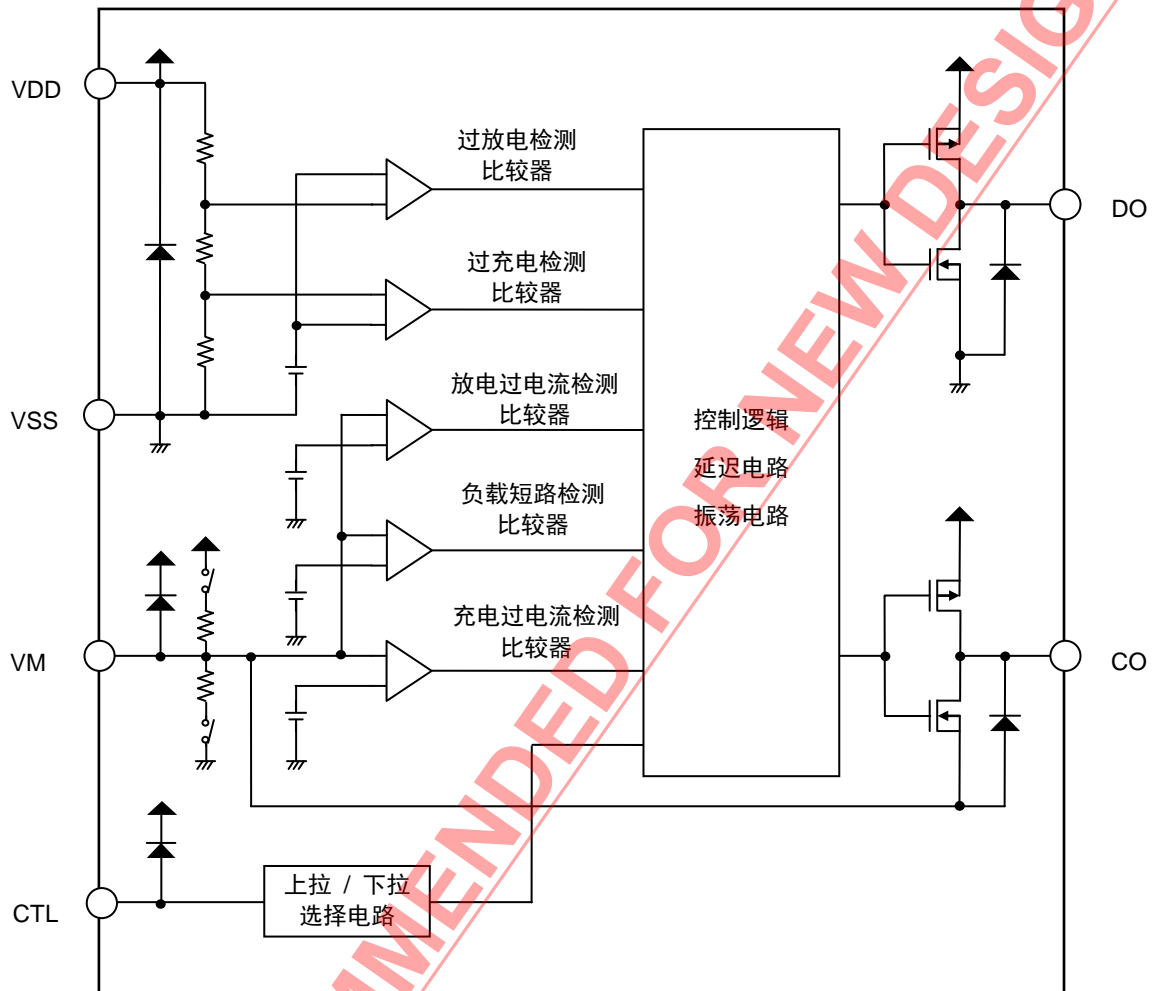 VDD
过放电检测
比较器
DO
过充电检测
比较器
VSS
放电过电流检测
比较器
控制逻辑
延迟电路
振荡电路
负载短路检测
比较器
VM
充电过电流检测
比较器
CO
CTL
上拉 / 下拉
选择电路
MMENDED FOR NEW DESIG